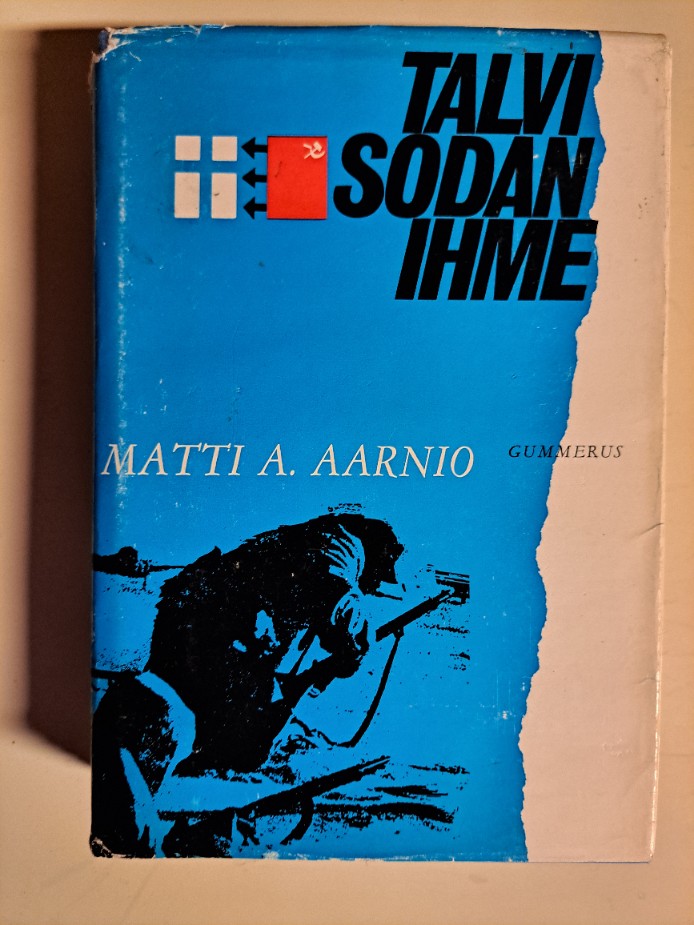 TALVI
SODAN
IHME
MATTI A. AARNIO
GUMMERUS